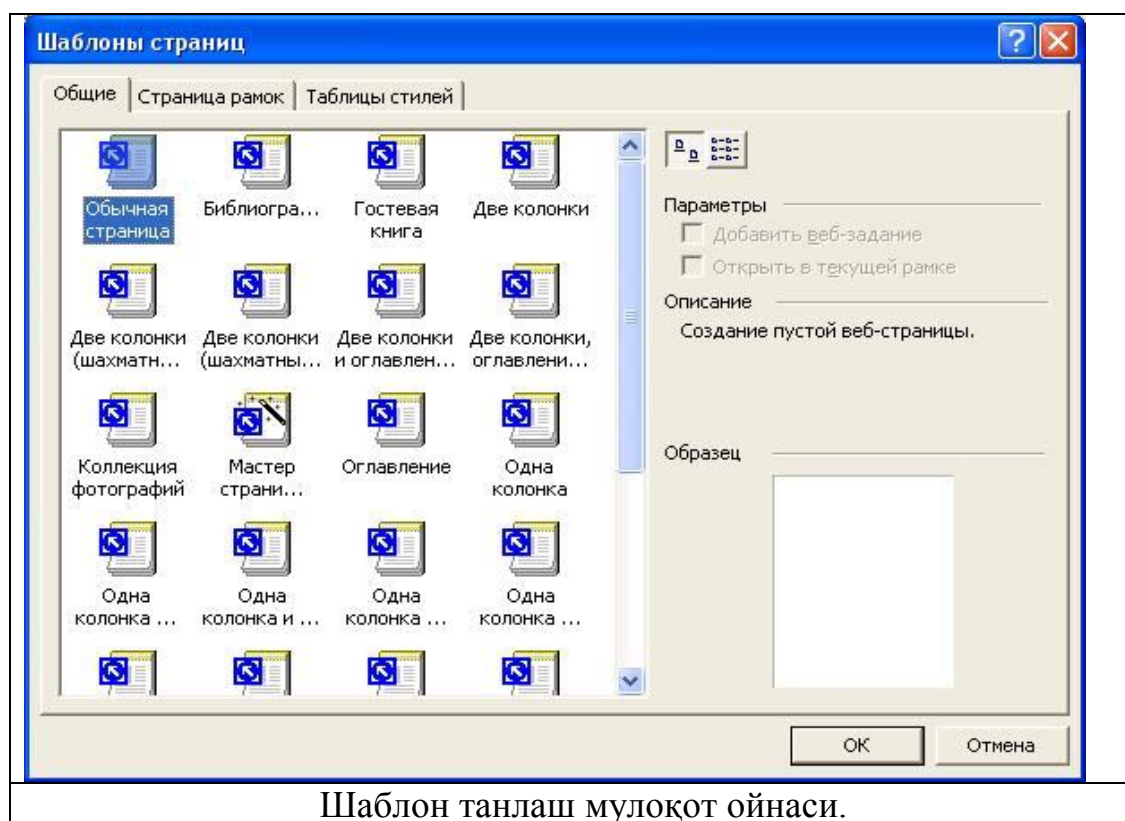 Шаблоны страниц
Общие
Страница рамок
Таблицы стилей
Обычная
страница
Библиогра...
Гостевая
книга
Две колонки
Две колонки
(шахматн...
Две колонки
(шахматны...
Две колонки
и оглавлен...
Две колонки,
оглавлени...
Коллекция
фотографий
Мастер
страни...
Оглавление
Одна
колонка
Одна
колонка ...
Одна
колонка и ...
Одна
колонка ...
Одна
колонка ...
Параметры
Добавить веб-задание
Открыть в текущей рамке
Описание
Создание пустой веб-страницы.
Образец
ОК
Отмена
Шаблон танлаш мулоқот ойнаси.